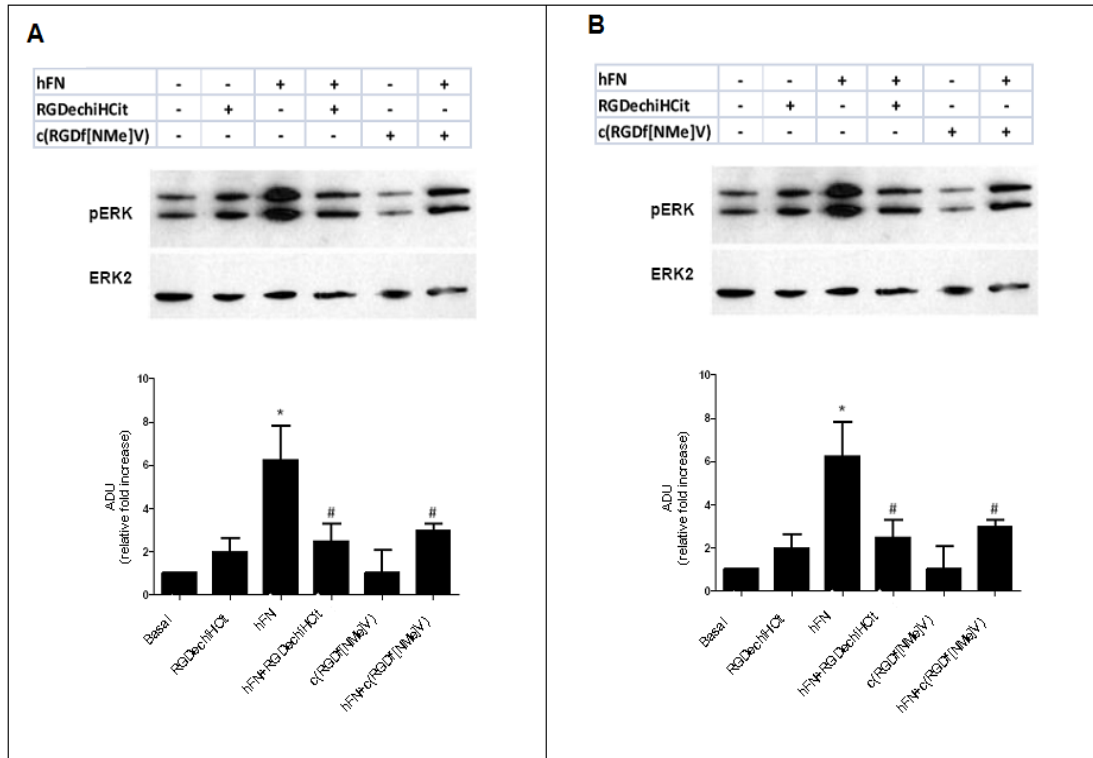 A
hFN - - + + - +
RGDechiHCit - + - + - -
c(RGDf[NMe]V) - - - - + +
pERK
ERK2
10
8
6
4
2
0
ADU
(relative fold increase)
*
#
#
Basal
RGDechiHCit
hFN
hFN+RGDechiHCit
c(RGDf[NMe]V)
hFN+c(RGDf[NMe]V)
B
hFN - - + + - +
RGDechiHCit - + - + - -
c(RGDf[NMe]V) - - - - + +
pERK
ERK2
10
8
6
4
2
0
ADU
(relative fold increase)
*
#
#
Basal
RGDechiHCit
hFN
hFN+RGDechiHCit
c(RGDf[NMe]V)
hFN+c(RGDf[NMe]V)